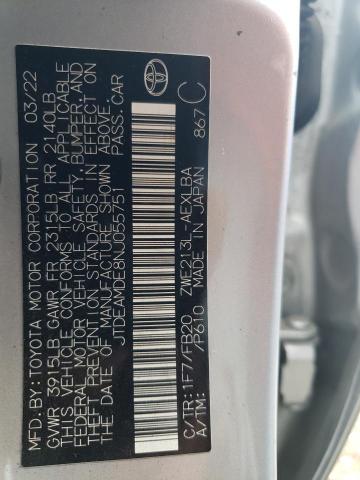 MFD.BY: TOYOTA MOTOR CORPORATION 03/22
GVWR 3915LB GAWR FR 2315LB RR 2140LB
THIS VEHICLE CONFORMS TO ALL APPLICABLE
FEDERAL MOTOR VEHICLE SAFETY, BUMPER, AND
THEFT PREVENTION STANDARDS IN EFFECT ON
THE DATE OF MANUFACTURE SHOWN ABOVE.
JTDEAMDE8NJ055751 PASS.CAR
C/TR: 1F7/FB20 ZWE213L-AEXLBA
A/TM: /P610 MADE IN JAPAN 867 C
TOYOTA